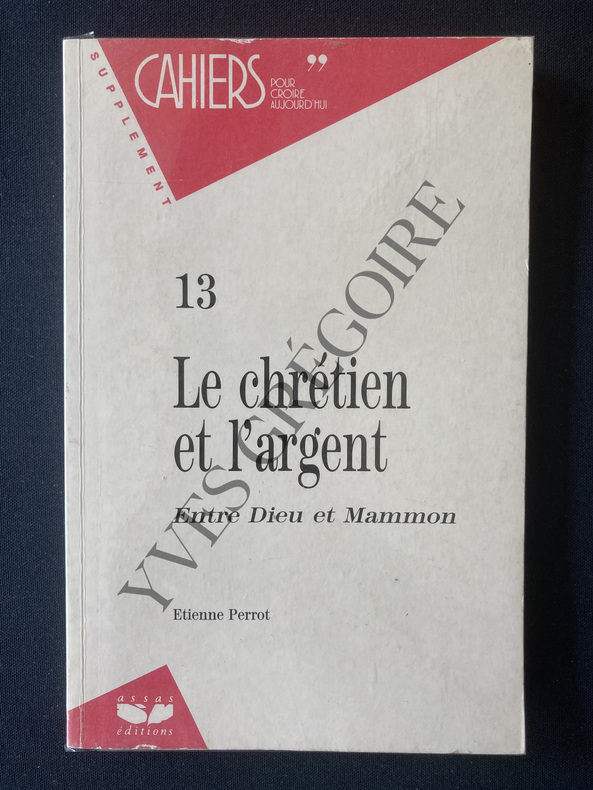 SUPPLEMENT
CAHIERS
POUR
CROIRE
AUJOURD'HUI
”
13
Le chrétien
et l'argent
Entre Dieu et Mammon
Etienne Perrot
YVES GRÉGOIRE
assas
éditions